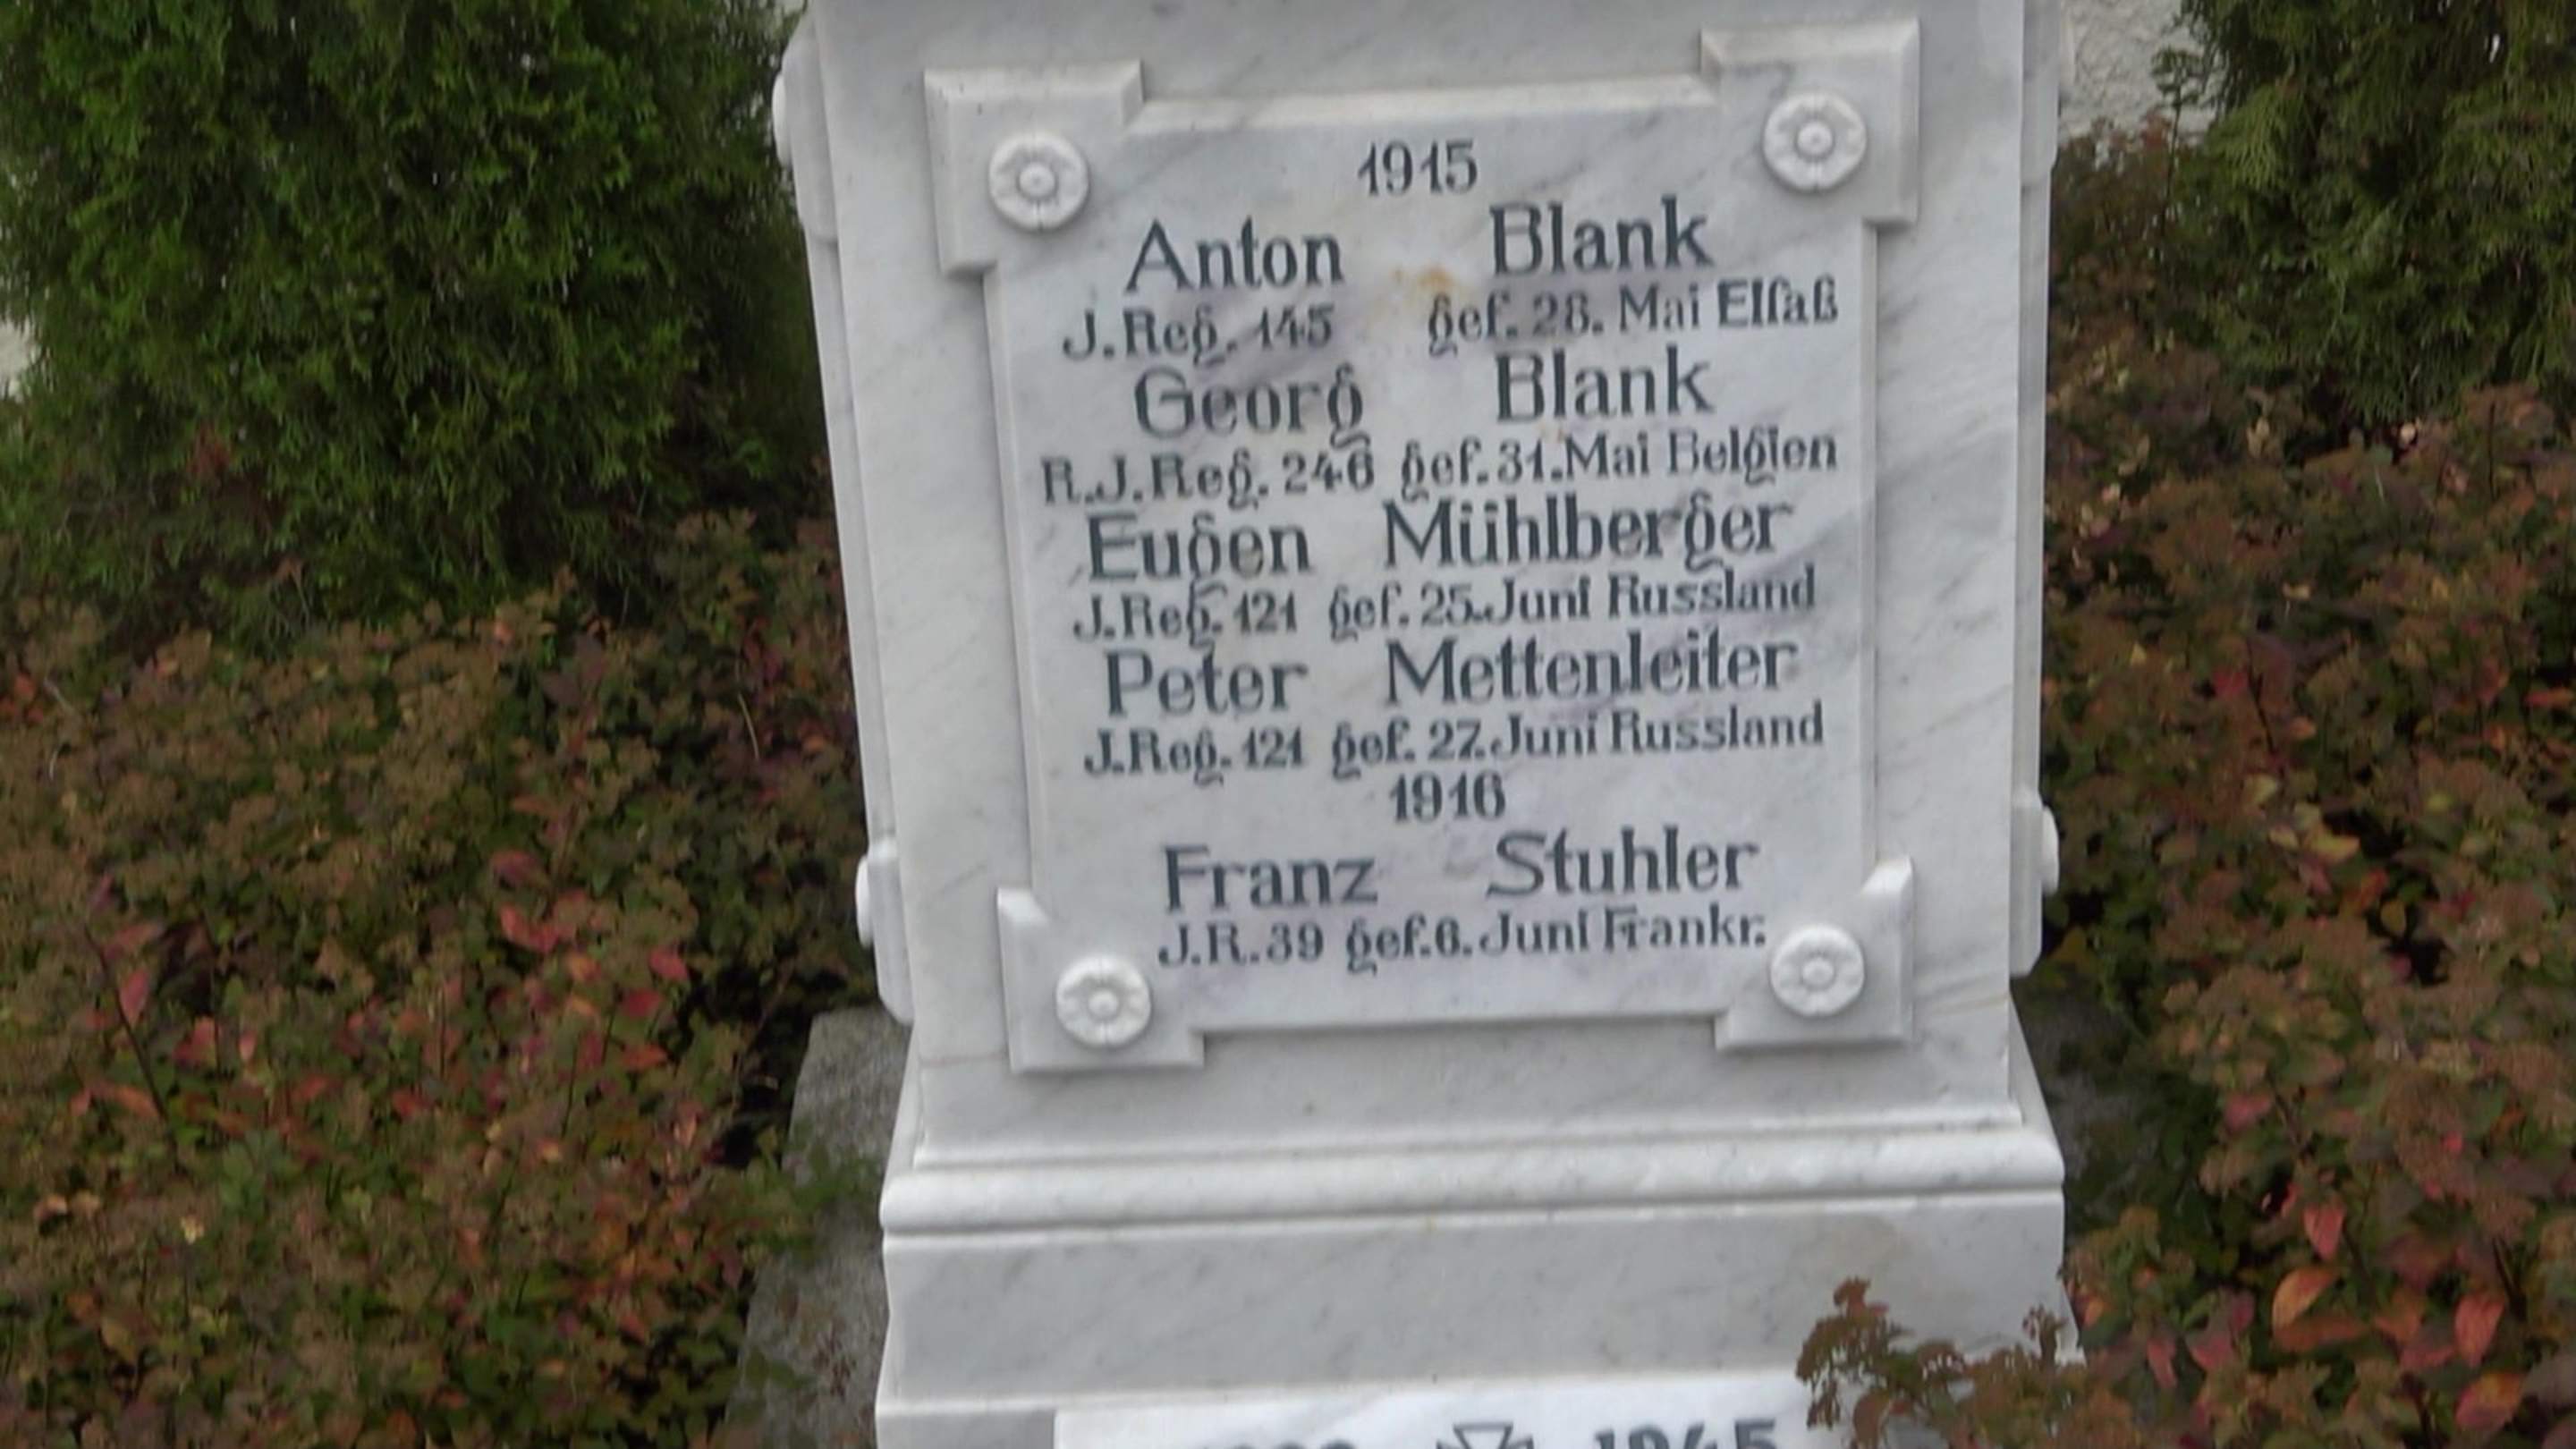 1915
Anton Blank
J. Reg. 145 gef. 28. Mai Elſaß
Georg Blank
R.J. Reg. 246 gef. 31. Mai Belgien
Eugen Mühlberger
J. Reg. 121 gef. 25. Juni Russland
Peter Mettenleiter
J. Reg. 121 gef. 27. Juni Russland
1916
Franz Stuhler
J.R. 39 gef. 6. Juni Frankr.
1945